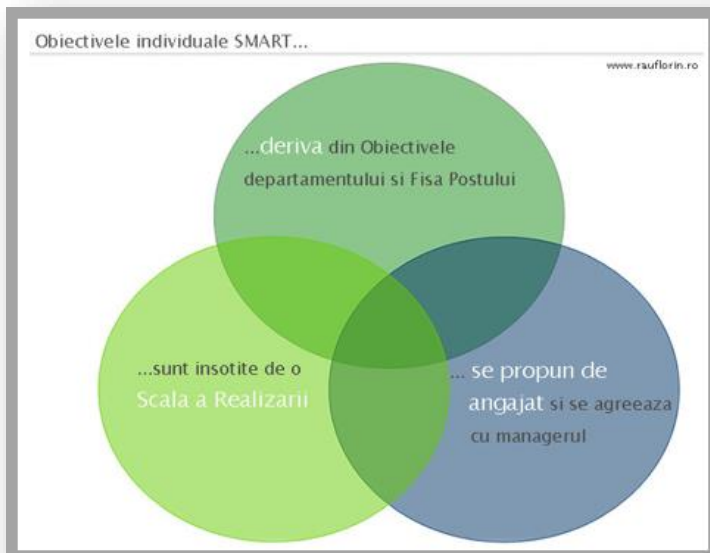 Obiectivele individuale SMART...
www.rauflorin.ro
...deriva din Obiectivele
departamentului si Fisa Postului
...sunt insotite de o
Scala a Realizarii
... se propun de
angajat si se agreeaza
cu managerul